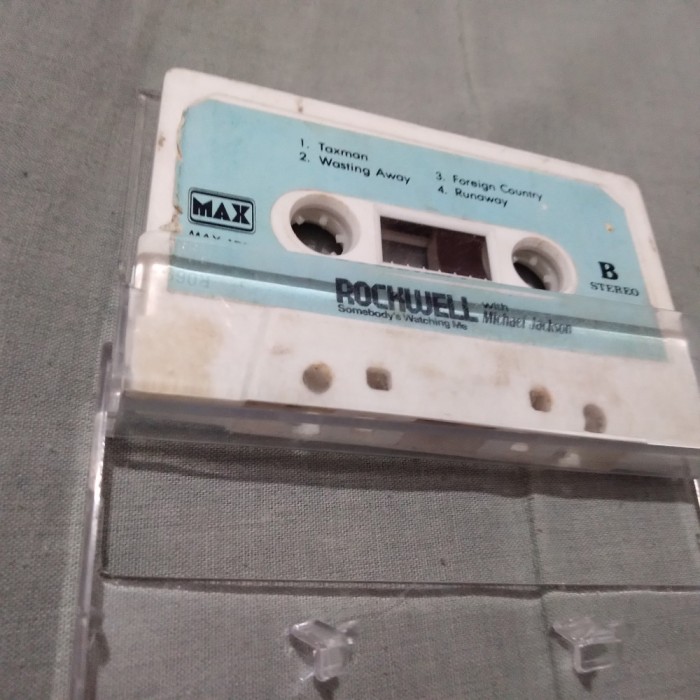 1. Taxman
2. Wasting Away
3. Foreign Country
4. Runaway
MAX
B
STEREO
ROCKWELL with
Somebody's Watching Me Michael Jackson